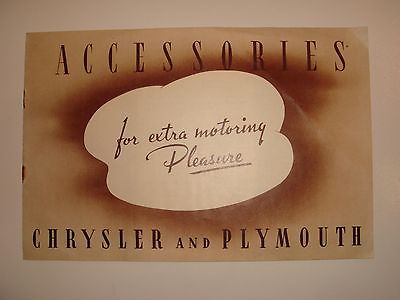 ACCESSORIES
for extra motoring
Pleasure
CHRYSLER AND PLYMOUTH